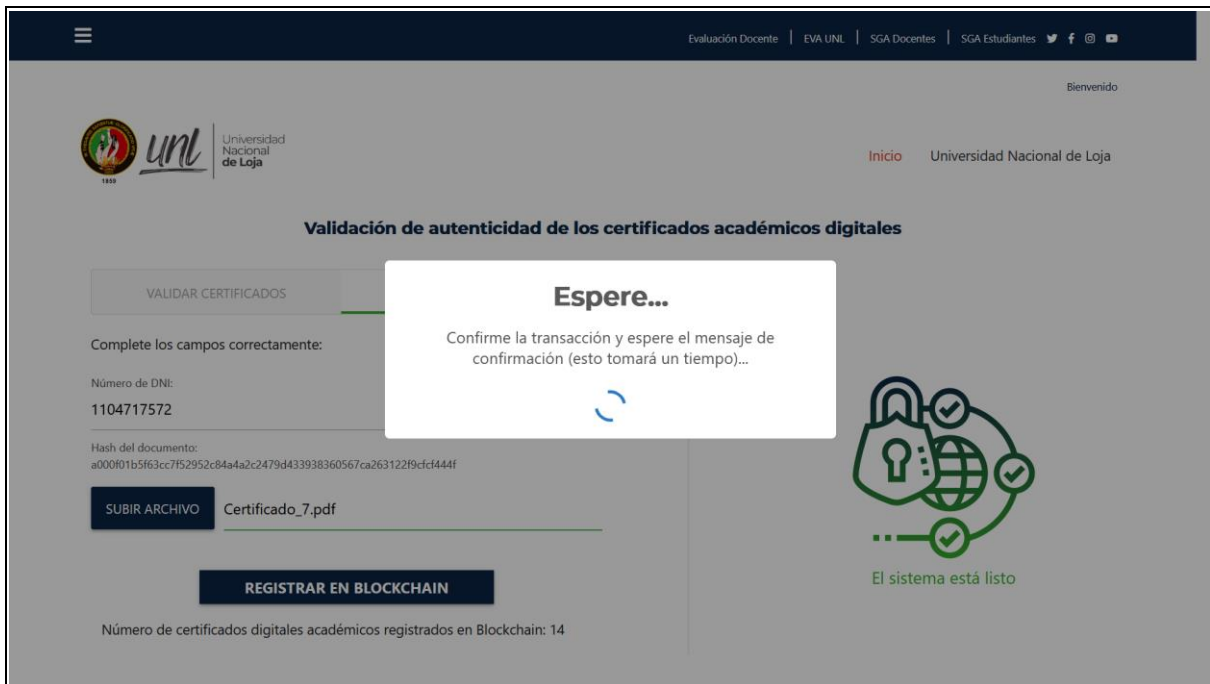 Evaluación Docente | EVA UNL | SGA Docentes | SGA Estudiantes
Bienvenido
1859
unl
Universidad
Nacional
de Loja
Inicio Universidad Nacional de Loja
Validación de autenticidad de los certificados académicos digitales
VALIDAR CERTIFICADOS
Espere...
Confirme la transacción y espere el mensaje de
confirmación (esto tomará un tiempo)...
Complete los campos correctamente:
Número de DNI:
1104717572
Hash del documento:
a000f01b5f63cc7f52952c84a4a2c2479d433938360567ca263122f9cfcf444f
SUBIR ARCHIVO Certificado_7.pdf
REGISTRAR EN BLOCKCHAIN
Número de certificados digitales académicos registrados en Blockchain: 14
El sistema está listo